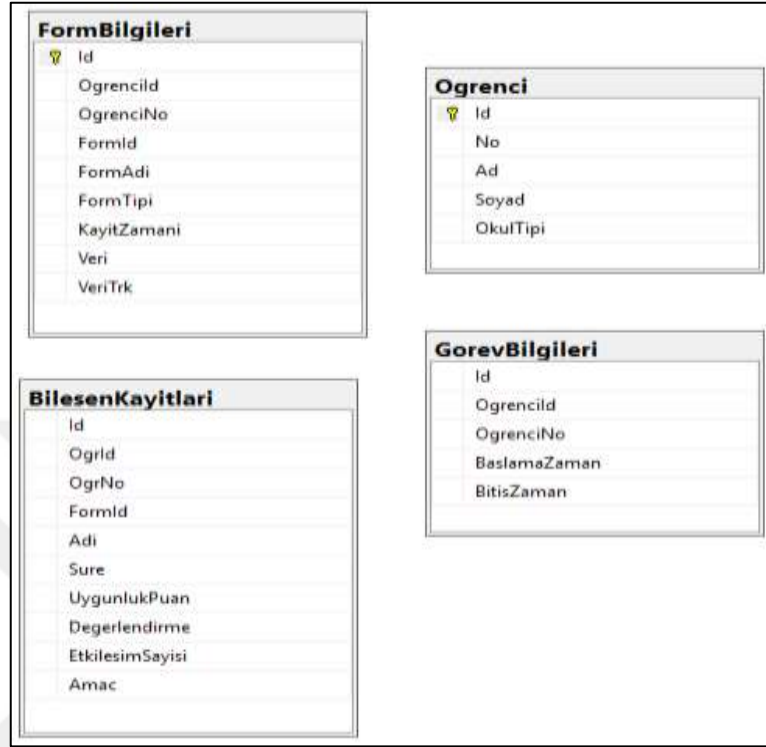 FormBilgileri
Id
OgrenciId
OgrenciNo
FormId
FormAdi
FormTipi
KayitZamani
Veri
VeriTrk
Ogrenci
Id
No
Ad
Soyad
OkulTipi
BilesenKayitlari
Id
OgrId
OgrNo
FormId
Adi
Sure
UygunlukPuan
Degerlendirme
EtkilesimSayisi
Amac
GorevBilgileri
Id
OgrenciId
OgrenciNo
BaslamaZaman
BitisZaman